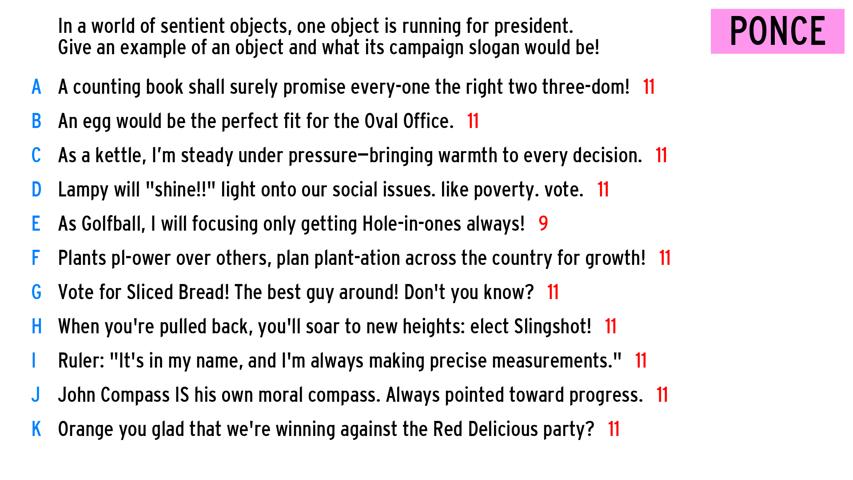 In a world of sentient objects, one object is running for president.
Give an example of an object and what its campaign slogan would be!
PONCE
A A counting book shall surely promise every-one the right two three-dom! 11
B An egg would be the perfect fit for the Oval Office. 11
C As a kettle, I'm steady under pressure—bringing warmth to every decision. 11
D Lampy will "shine!!" light onto our social issues. like poverty. vote. 11
E As Golfball, I will focusing only getting Hole-in-ones always! 9
F Plants pl-ower over others, plan plant-ation across the country for growth! 11
G Vote for Sliced Bread! The best guy around! Don't you know? 11
H When you're pulled back, you'll soar to new heights: elect Slingshot! 11
I Ruler: "It's in my name, and I'm always making precise measurements." 11
J John Compass IS his own moral compass. Always pointed toward progress. 11
K Orange you glad that we're winning against the Red Delicious party? 11